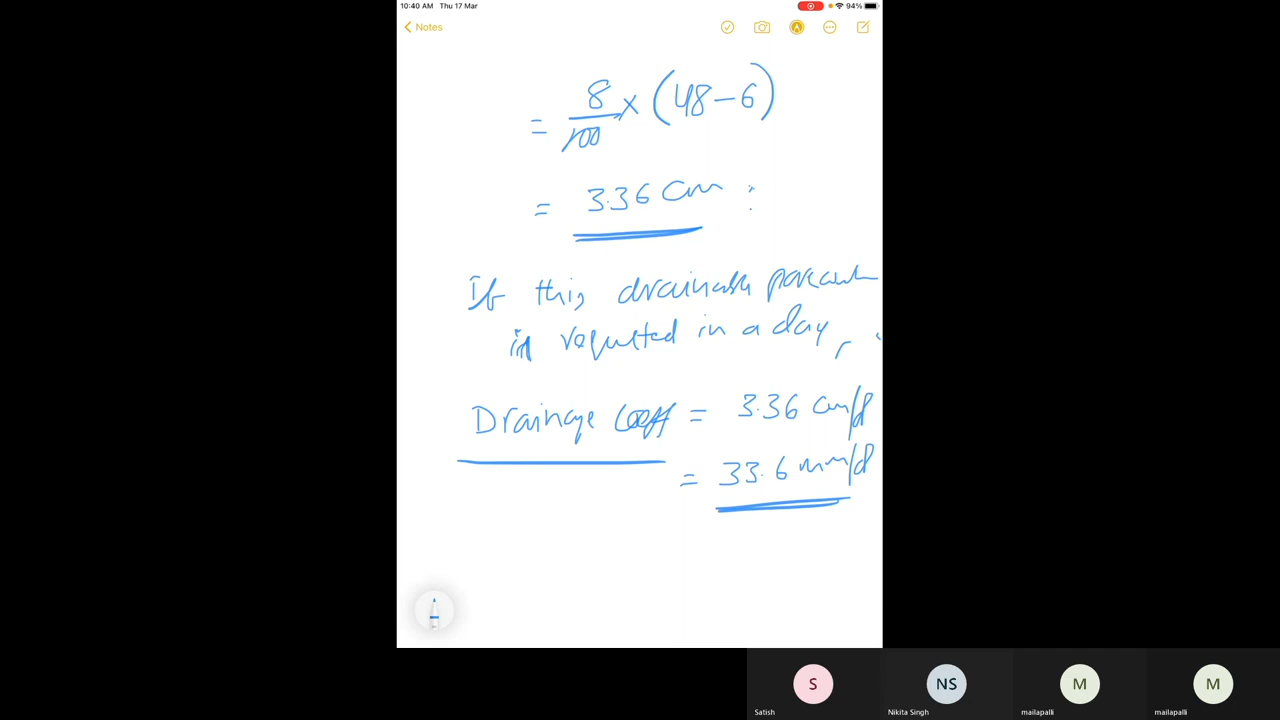 10:40 AM Thu 17 Mar
94%
Notes
= 8/100 × (48 - 6)
= 3.36 cm
If this drainable
is required in a day,
Drainage Coeff = 3.36 cm/d
= 33.6 mm/d
S NS M M
Satish Nikita Singh mailapalli mailapalli